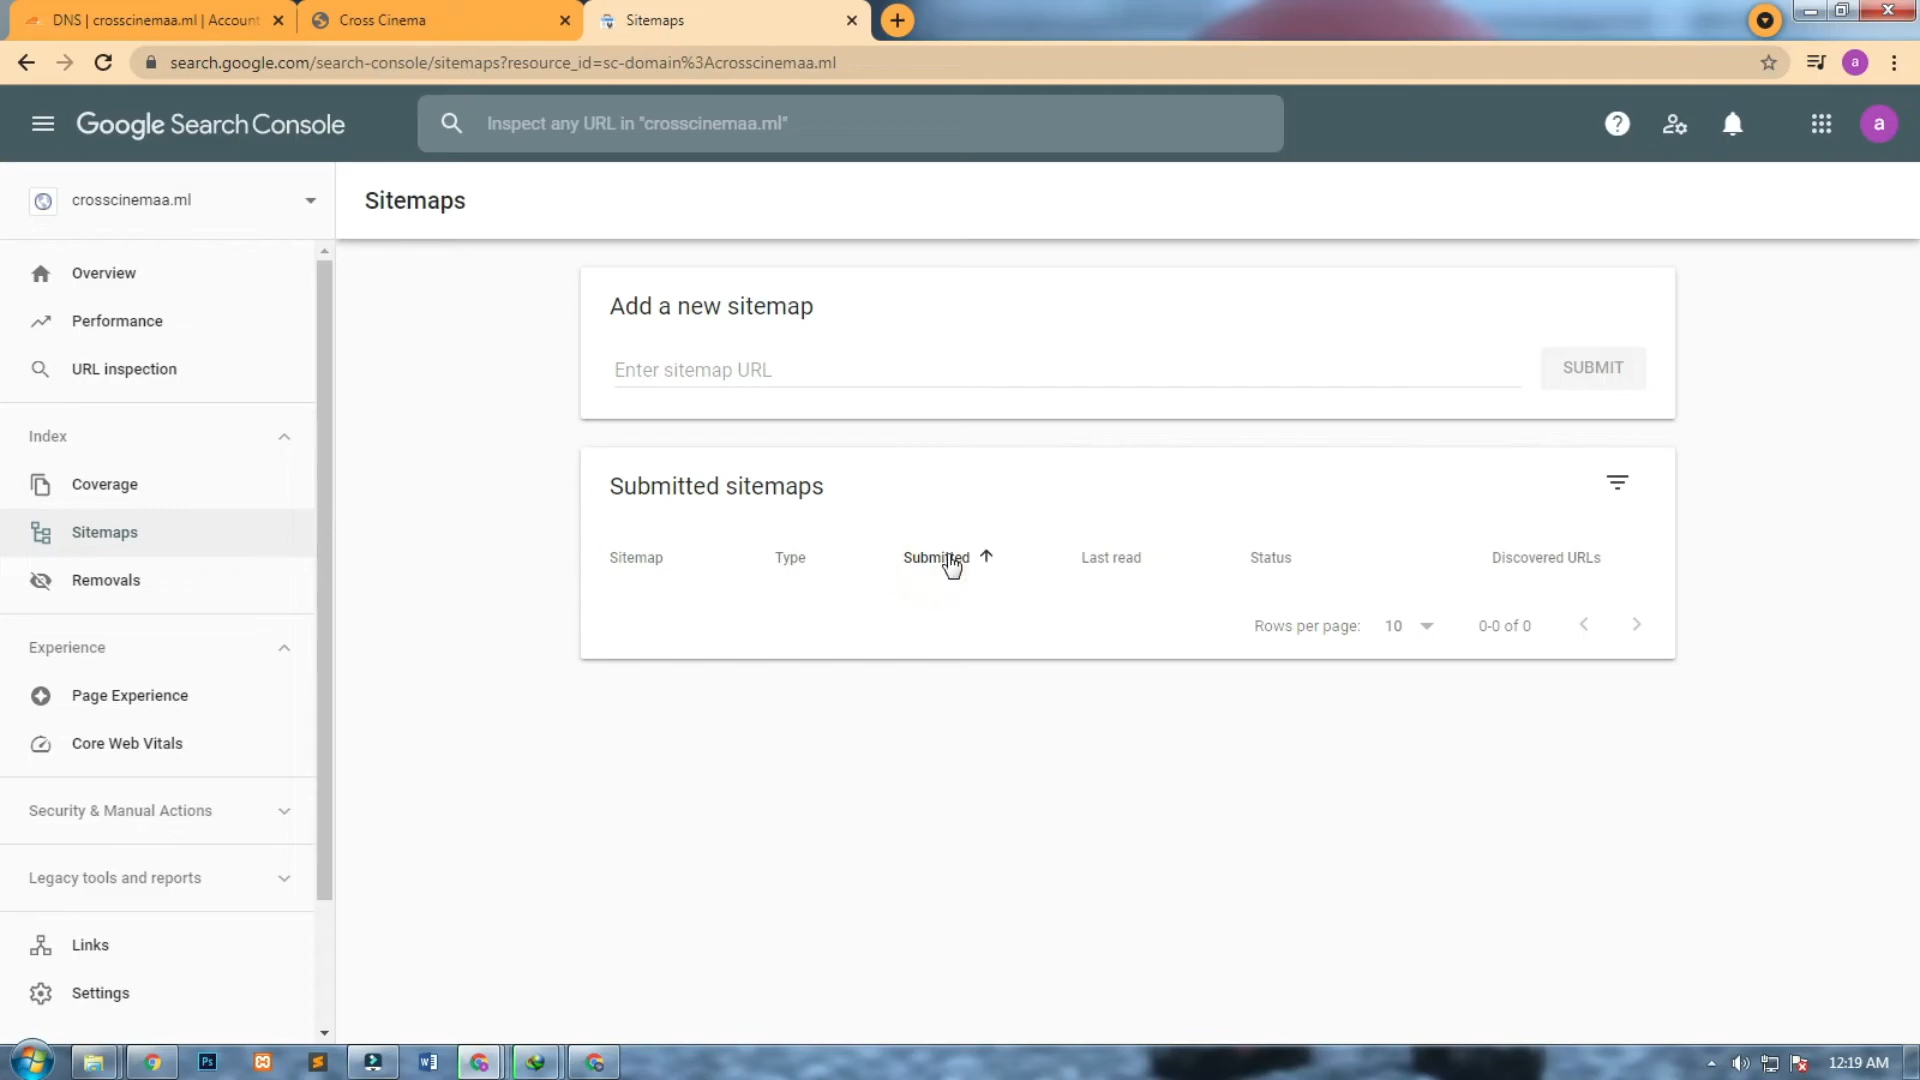 DNS | crosscinemaa.ml | Account
Cross Cinema
Sitemaps
search.google.com/search-console/sitemaps?resource_id=sc-domain%3Acrosscinemaa.ml
a
Google Search Console
Inspect any URL in "crosscinemaa.ml"
a
crosscinemaa.ml
Sitemaps
Overview
Performance
URL inspection
Index
Coverage
Sitemaps
Removals
Experience
Page Experience
Core Web Vitals
Security & Manual Actions
Legacy tools and reports
Links
Settings
Add a new sitemap
Enter sitemap URL
SUBMIT
Submitted sitemaps
Sitemap Type Submitted Last read Status Discovered URLs
Rows per page: 10 0-0 of 0
Ps
12:19 AM